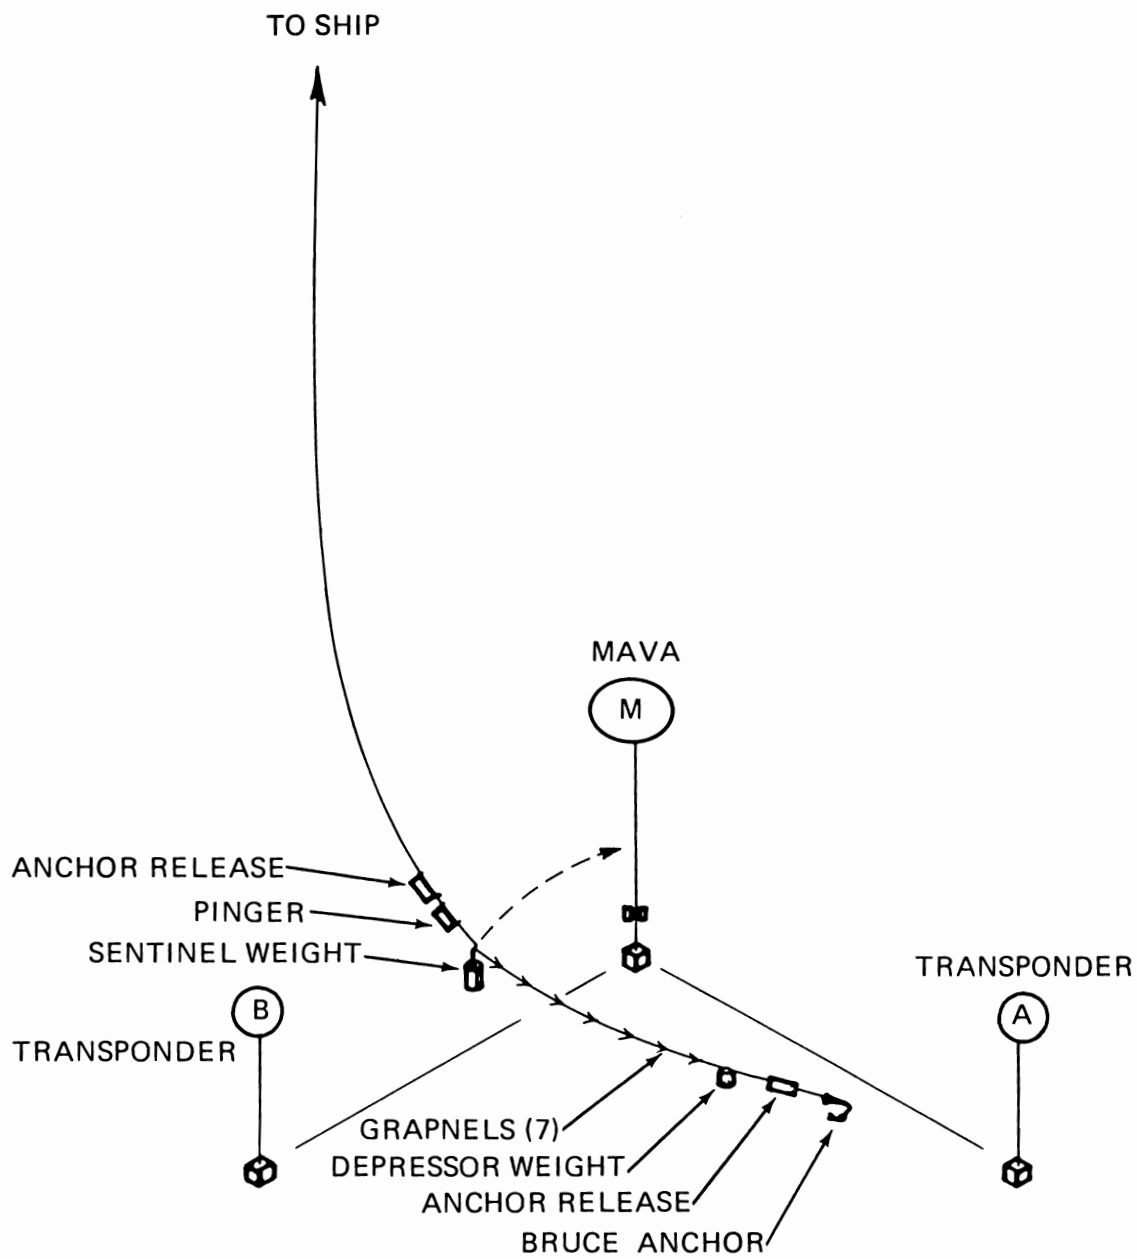 TO SHIP
MAVA
M
ANCHOR RELEASE
PINGER
SENTINEL WEIGHT
TRANSPONDER
B
A
TRANSPONDER
GRAPNELS (7)
DEPRESSOR WEIGHT
ANCHOR RELEASE
BRUCE ANCHOR